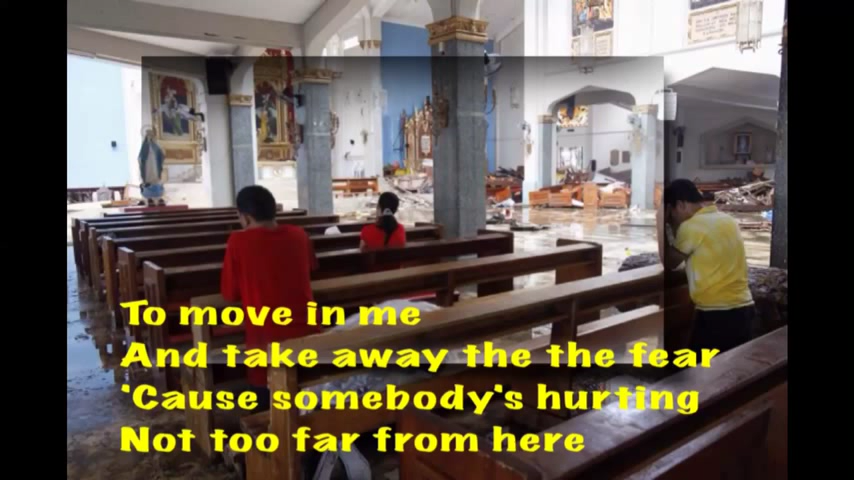 To move in me
And take away the the fear
'Cause somebody's hurting
Not too far from here